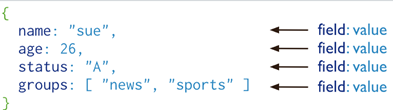 {
name: "sue", field: value
age: 26, field: value
status: "A", field: value
groups: [ "news", "sports" ] field: value
}